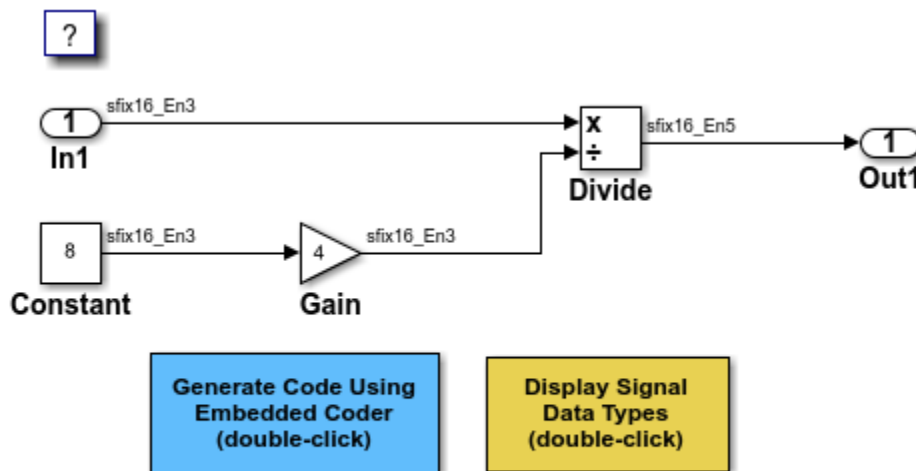 ?
sfix16_En3
1
In1
x
÷
Divide
sfix16_En5
1
Out1
8
Constant
sfix16_En3
4
Gain
sfix16_En3
Generate Code Using
Embedded Coder
(double-click)
Display Signal
Data Types
(double-click)